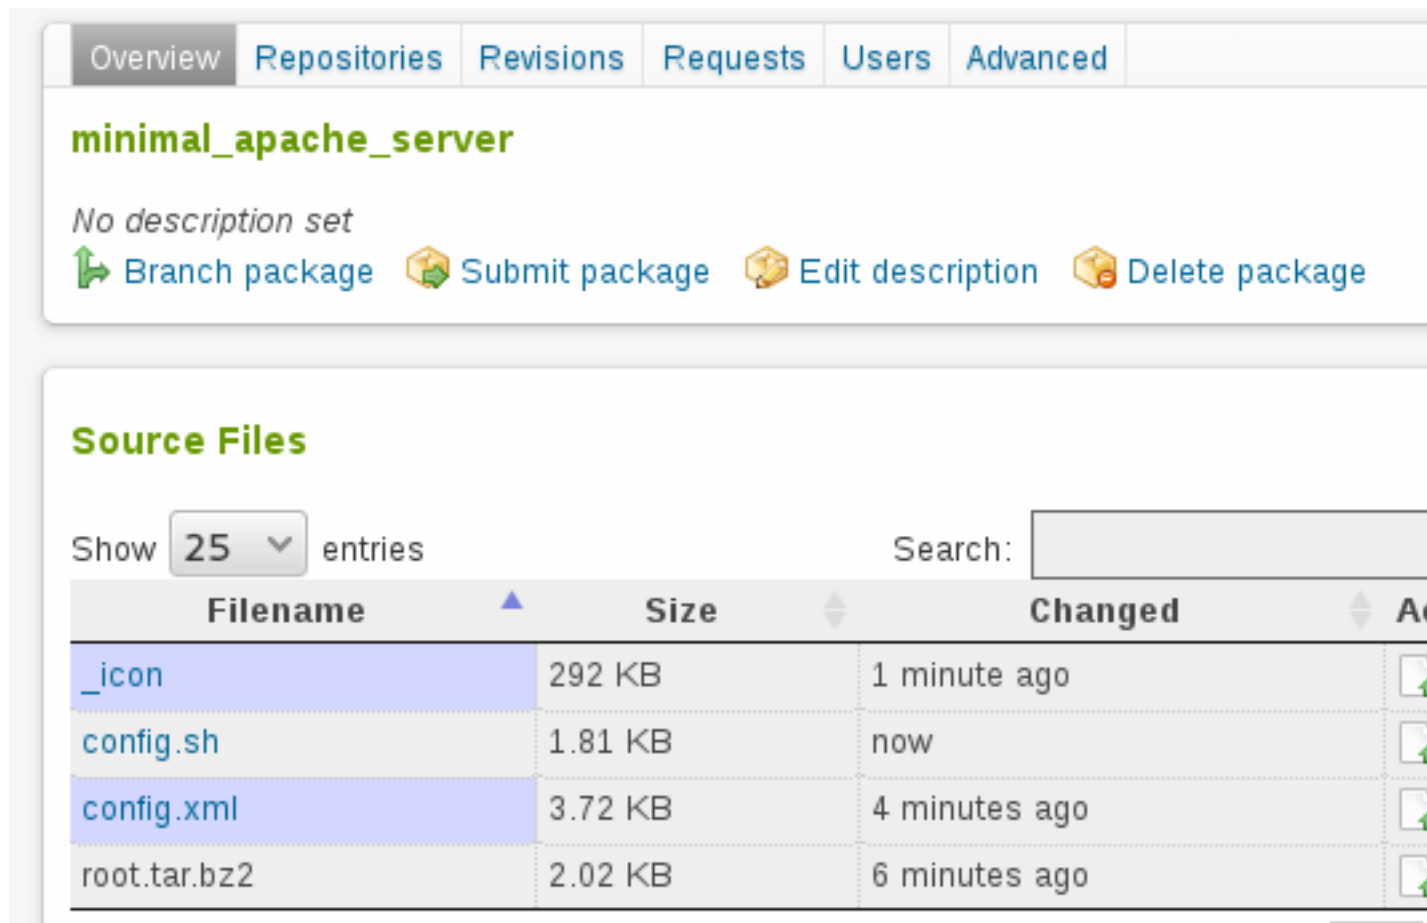 Overview Repositories Revisions Requests Users Advanced
minimal_apache_server
No description set
Branch package Submit package Edit description Delete package
Source Files
Show 25 entries Search:
Filename Size Changed
_icon 292 KB 1 minute ago
config.sh 1.81 KB now
config.xml 3.72 KB 4 minutes ago
root.tar.bz2 2.02 KB 6 minutes ago